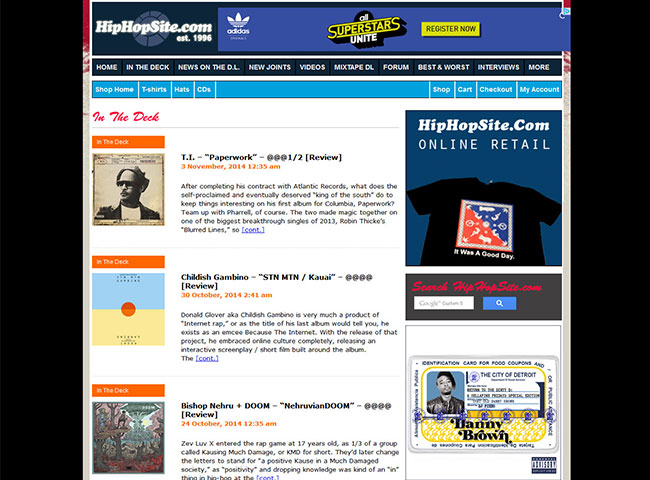 HipHopSite.com
est. 1996
adidas
ORIGINALS
all
SUPERSTARS
UNITE
REGISTER NOW
HOME IN THE DECK NEWS ON THE D.L. NEW JOINTS VIDEOS MIXTAPE DL FORUM BEST & WORST INTERVIEWS MORE
Shop Home T-shirts Hats CDs Shop Cart Checkout My Account
In The Deck
In The Deck
T.I. – “Paperwork” – @@@1/2 [Review]
3 November, 2014 12:35 am
After completing his contract with Atlantic Records, what does the
self-proclaimed and eventually deserved “king of the south” do to
keep things interesting on his first album for Columbia, Paperwork?
Team up with Pharrell, of course. The two made magic together on
one of the biggest breakthrough singles of 2013, Robin Thicke’s
“Blurred Lines,” so [cont.]
In The Deck
Childish Gambino – “STN MTN / Kauai” – @@@@
[Review]
30 October, 2014 2:41 am
Donald Glover aka Childish Gambino is very much a product of
“Internet rap,” or as the title of his last album would tell you, he
exists as an emcee Because The Internet. With the release of that
project, he embraced online culture completely, releasing an
interactive screenplay / short film built around the album.
The [cont.]
In The Deck
Bishop Nehru + DOOM – “NehruvianDOOM” – @@@@
[Review]
24 October, 2014 12:35 am
Zev Luv X entered the rap game at 17 years old, as 1/3 of a group
called Kausing Much Damage, or KMD for short. They’d later change
the letters to stand for “a positive Kause in a Much Damaged
society,” as “positivity” and dropping knowledge was kind of an “in”
thing in hip-hop at the [cont.]
HipHopSite.Com
ONLINE RETAIL
It Was A Good Day.
Search HipHopSite.com
Google™ Custom S
IDENTIFICATION CARD FOR FOOD COUPONS AND
THE CITY OF DETROIT
Danny
Brown
PARENTAL
ADVISORY
EXPLICIT CONTENT